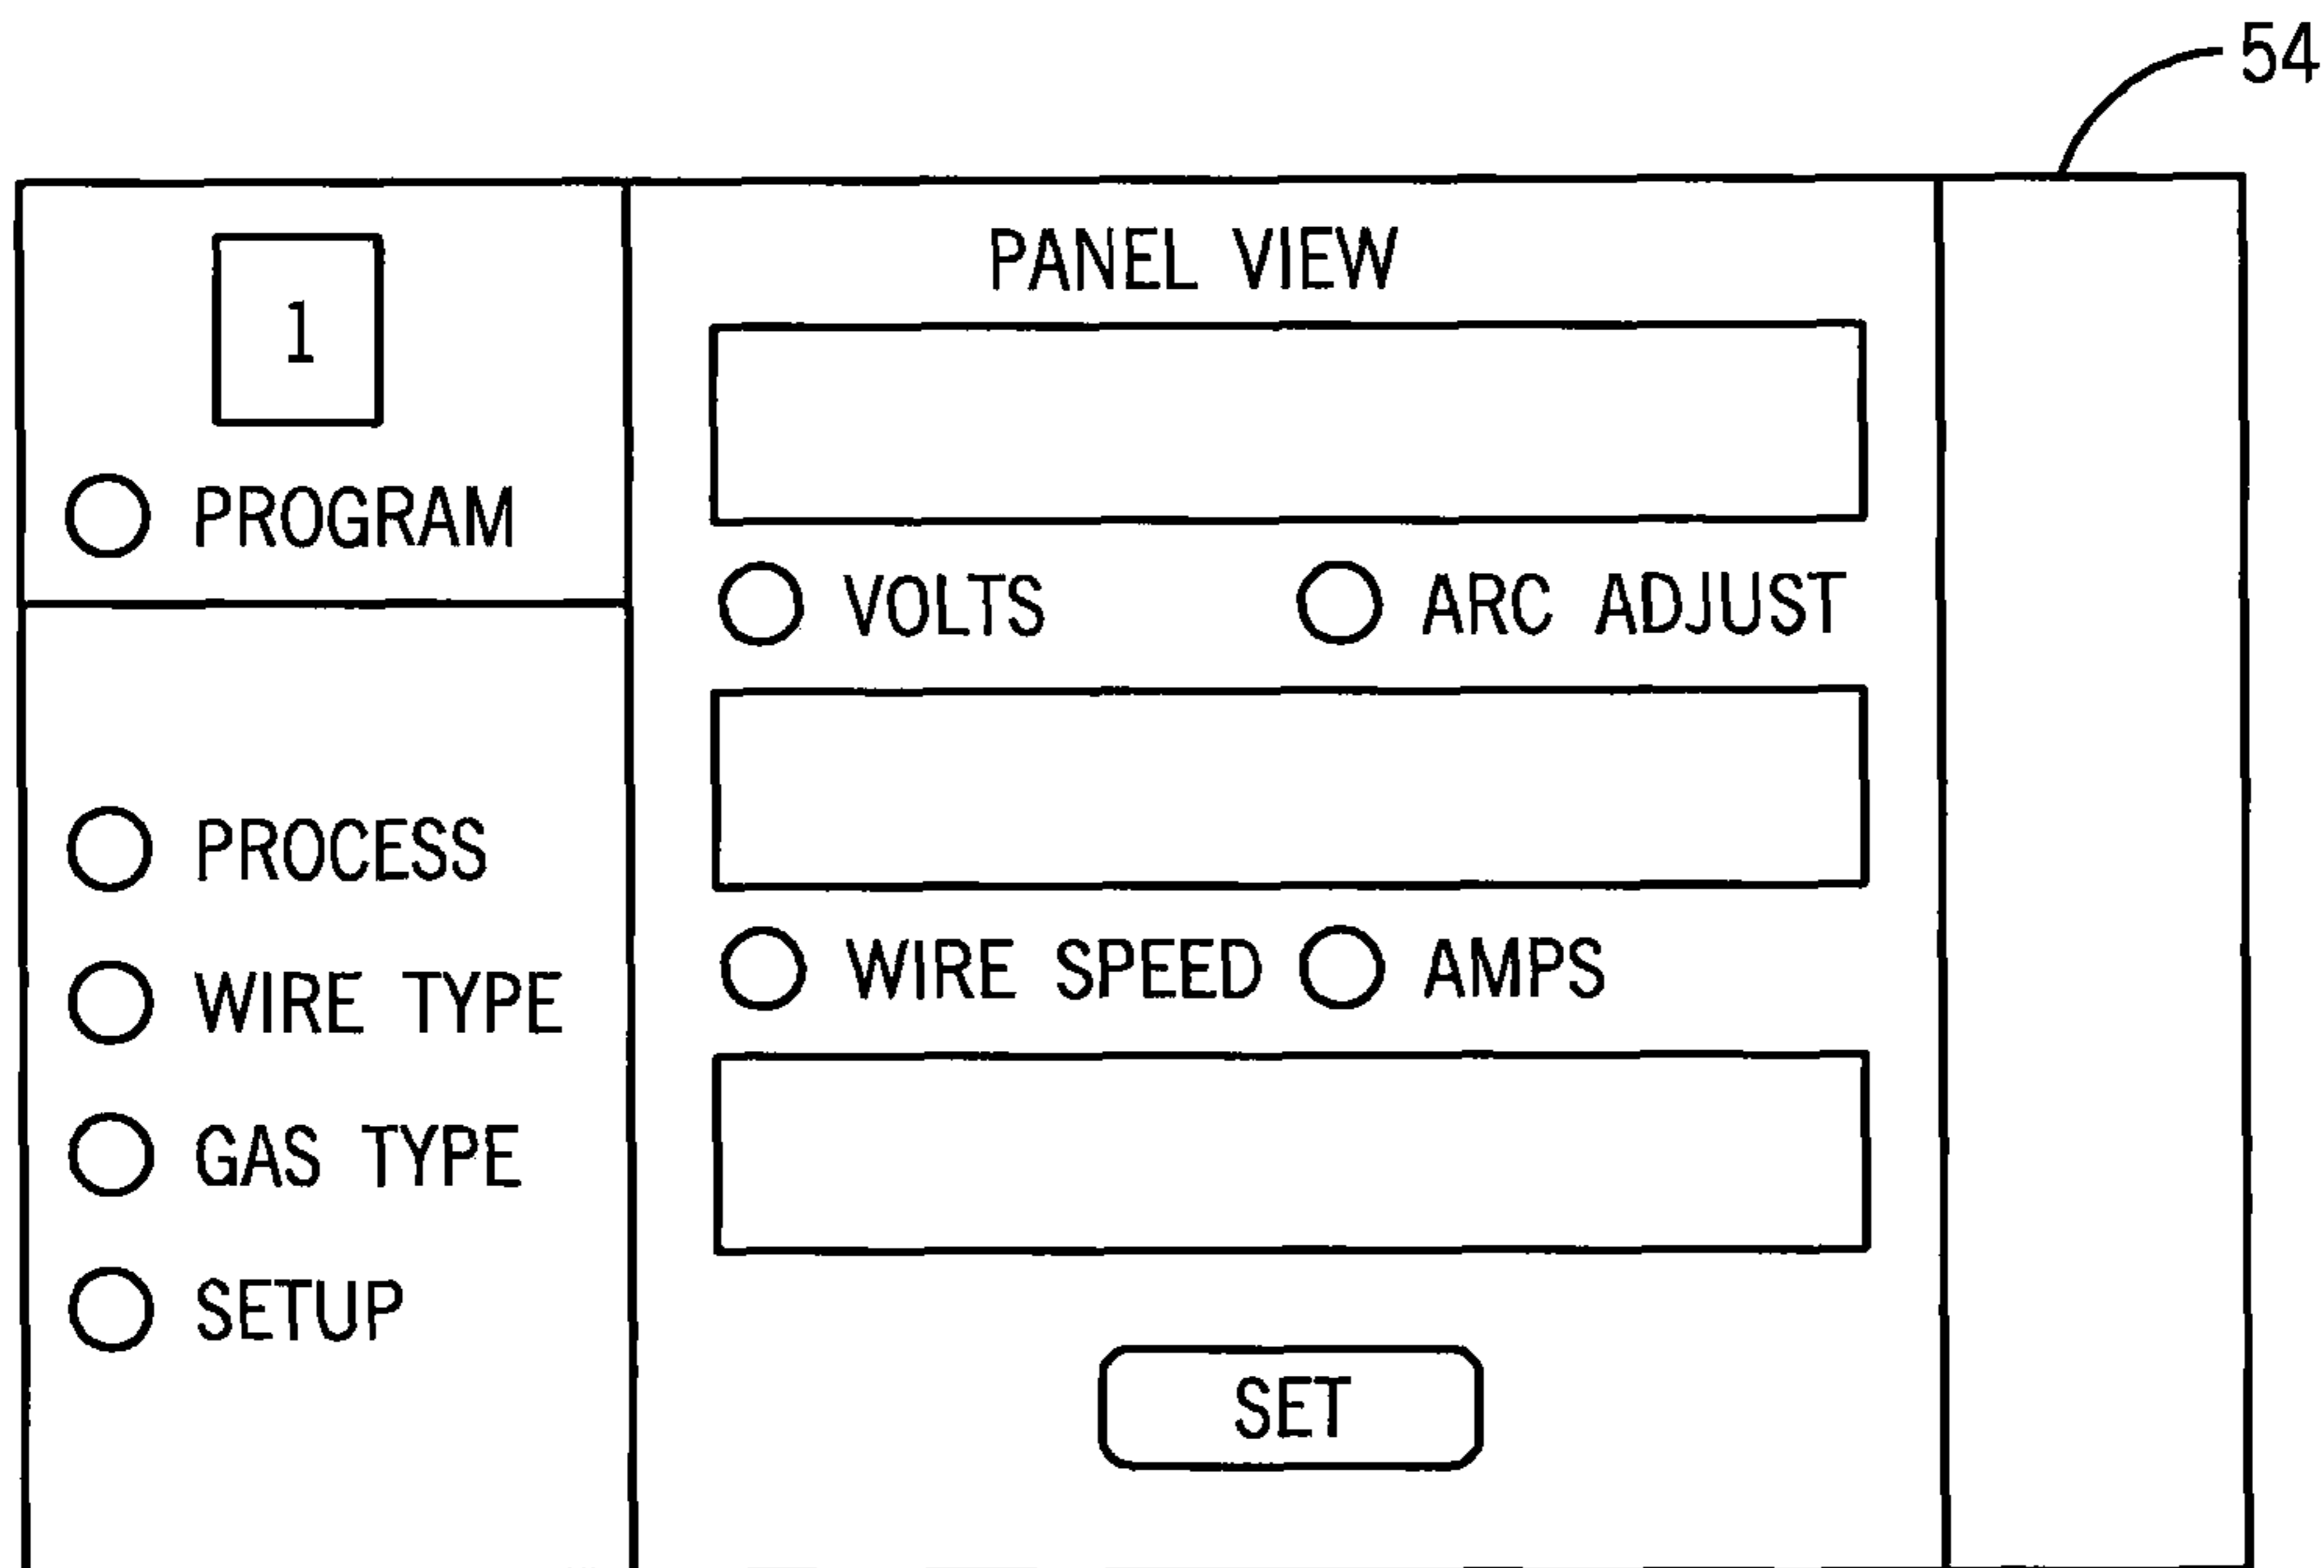 54
1
PROGRAM
PROCESS
WIRE TYPE
GAS TYPE
SETUP
PANEL VIEW
VOLTS
ARC ADJUST
WIRE SPEED
AMPS
SET